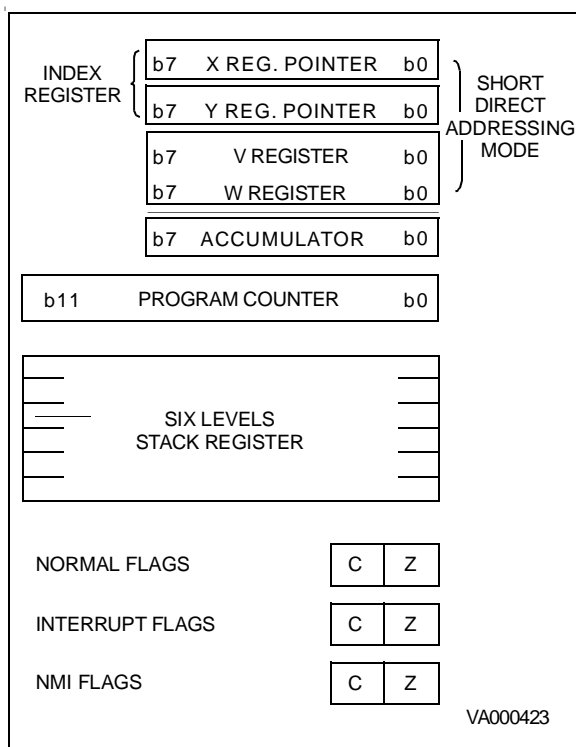 INDEX
REGISTER
b7 X REG. POINTER b0
b7 Y REG. POINTER b0
b7 V REGISTER b0
b7 W REGISTER b0
SHORT
DIRECT
ADDRESSING
MODE
b7 ACCUMULATOR b0
b11 PROGRAM COUNTER b0
SIX LEVELS
STACK REGISTER
NORMAL FLAGS C Z
INTERRUPT FLAGS C Z
NMI FLAGS C Z
VA000423